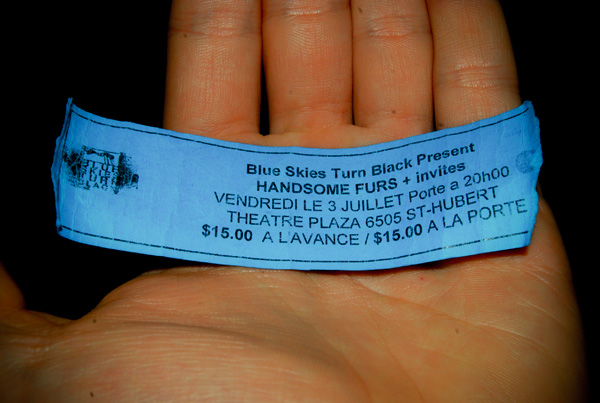 Blue Skies Turn Black Present
HANDSOME FURS + invites
VENDREDI LE 3 JUILLET Porte a 20h00
THEATRE PLAZA 6505 ST-HUBERT
$15.00 A L'AVANCE / $15.00 A LA PORTE